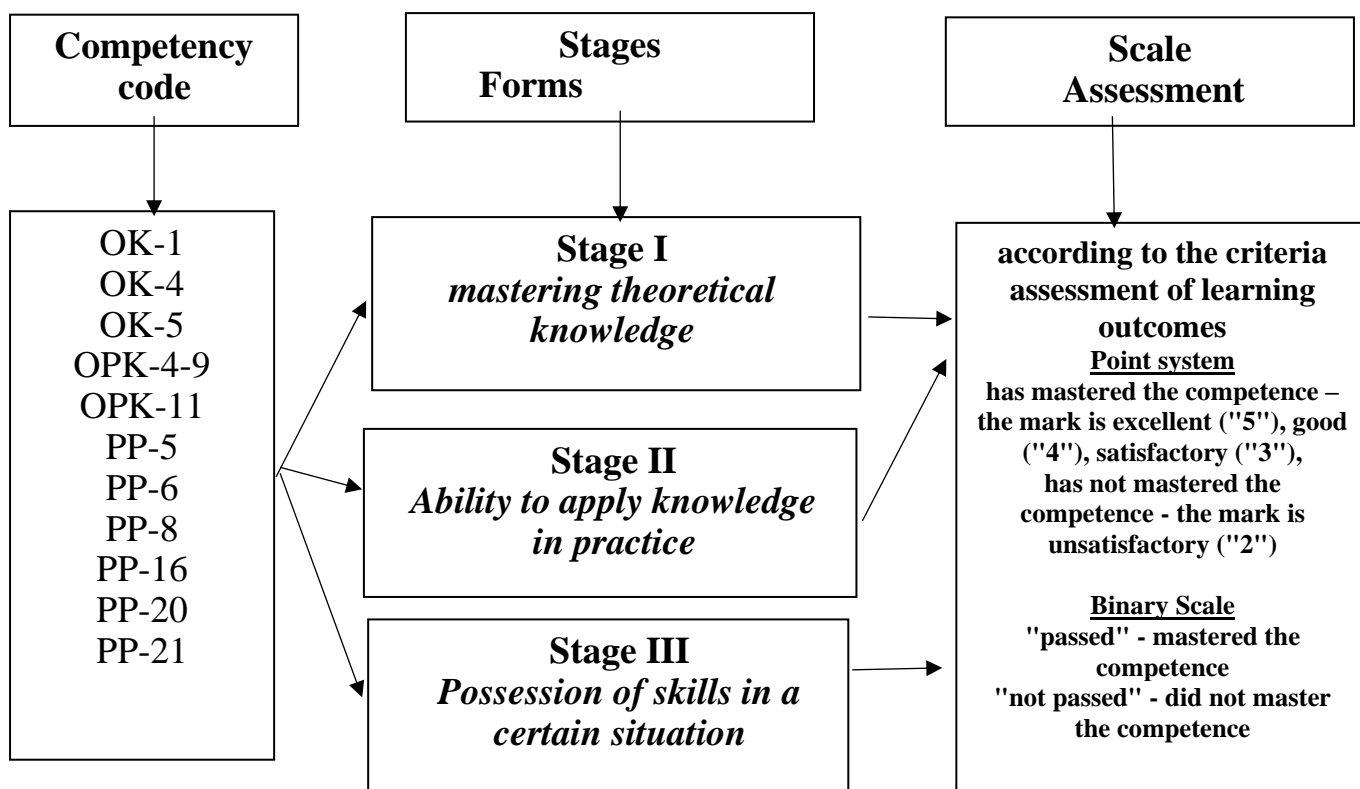 Competency
code
Stages
Forms
Scale
Assessment
OK-1
OK-4
OK-5
OPK-4-9
OPK-11
PP-5
PP-6
PP-8
PP-16
PP-20
PP-21
Stage I
mastering theoretical
knowledge
Stage II
Ability to apply knowledge
in practice
Stage III
Possession of skills in a
certain situation
according to the criteria
assessment of learning
outcomes
Point system
has mastered the competence –
the mark is excellent ("5"), good
("4"), satisfactory ("3"),
has not mastered the
competence - the mark is
unsatisfactory ("2")
Binary Scale
"passed" - mastered the
competence
"not passed" - did not master
the competence